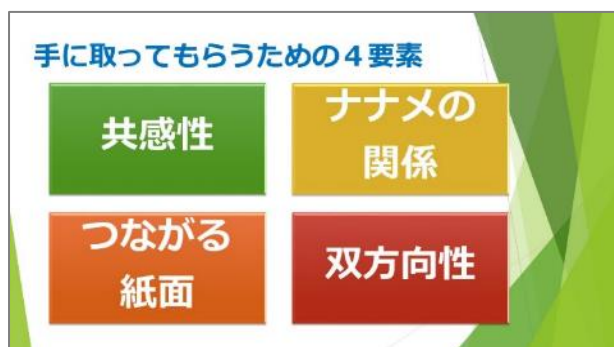 手に取ってもらうための４要素
共感性
ナナメの
関係
つながる
紙面
双方向性